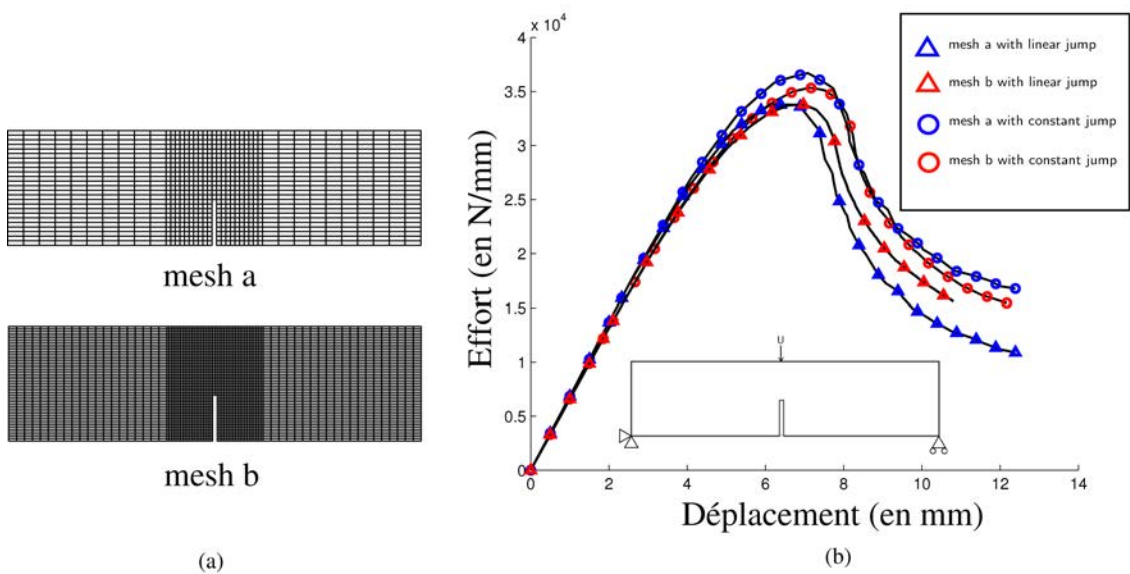 mesh a
mesh b
(a)
x 10⁴
4
3.5
3
2.5
2
1.5
1
0.5
0
Effort (en N/mm)
mesh a with linear jump
mesh b with linear jump
mesh a with constant jump
mesh b with constant jump
U
0 2 4 6 8 10 12 14
Déplacement (en mm)
(b)